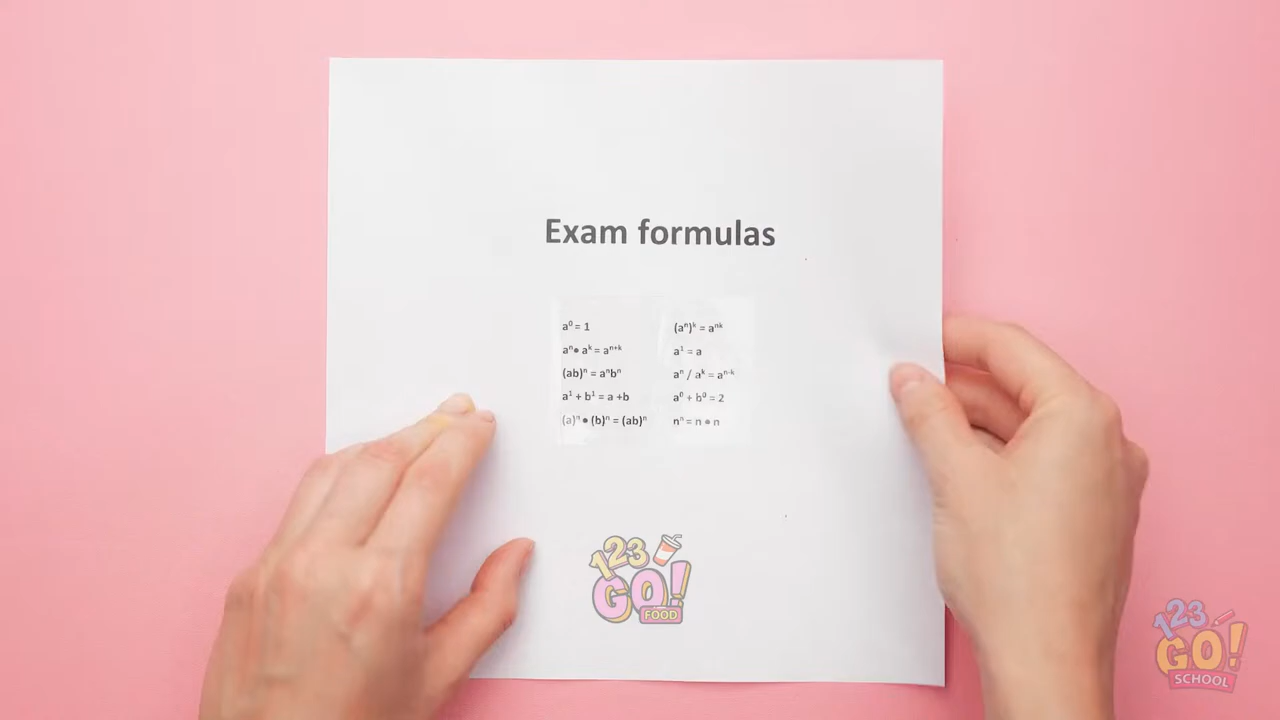 Exam formulas
a⁰ = 1
aⁿ• aᵏ = aⁿ⁺ᵏ
(ab)ⁿ = aⁿbⁿ
a¹ + b¹ = a +b
(a)ⁿ • (b)ⁿ = (ab)ⁿ
(aⁿ)ᵏ = aⁿᵏ
a¹ = a
aⁿ / aᵏ = aⁿ⁻ᵏ
a⁰ + b⁰ = 2
nⁿ = n • n
123
GO!
FOOD
123
GO!
SCHOOL